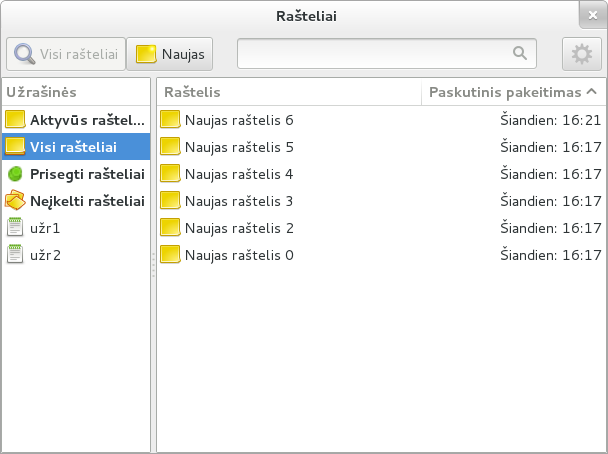 Rašteliai
Visi rašteliai
Naujas
Užrašinės
Raštelis
Paskutinis pakeitimas
Aktyvūs raštel...
Visi rašteliai
Prisegti rašteliai
Neįkelti rašteliai
užr1
užr2
Naujas raštelis 6 Šiandien: 16:21
Naujas raštelis 5 Šiandien: 16:17
Naujas raštelis 4 Šiandien: 16:17
Naujas raštelis 3 Šiandien: 16:17
Naujas raštelis 2 Šiandien: 16:17
Naujas raštelis 0 Šiandien: 16:17